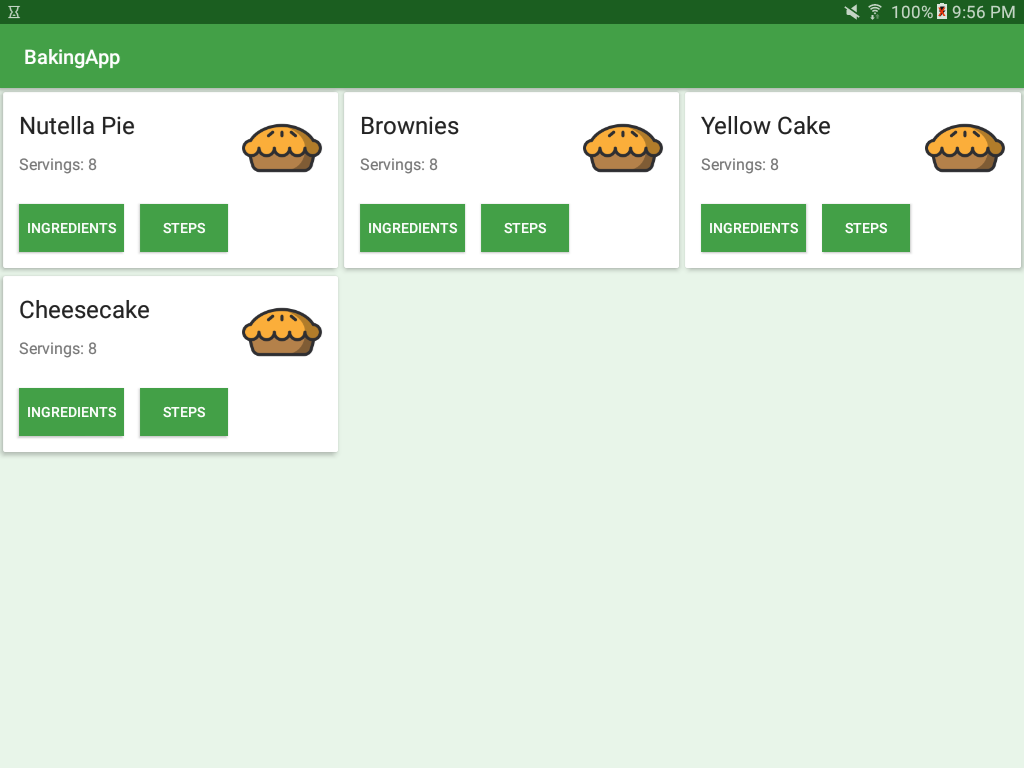 100% 9:56 PM
BakingApp
Nutella Pie
Servings: 8
INGREDIENTS STEPS
Brownies
Servings: 8
INGREDIENTS STEPS
Yellow Cake
Servings: 8
INGREDIENTS STEPS
Cheesecake
Servings: 8
INGREDIENTS STEPS